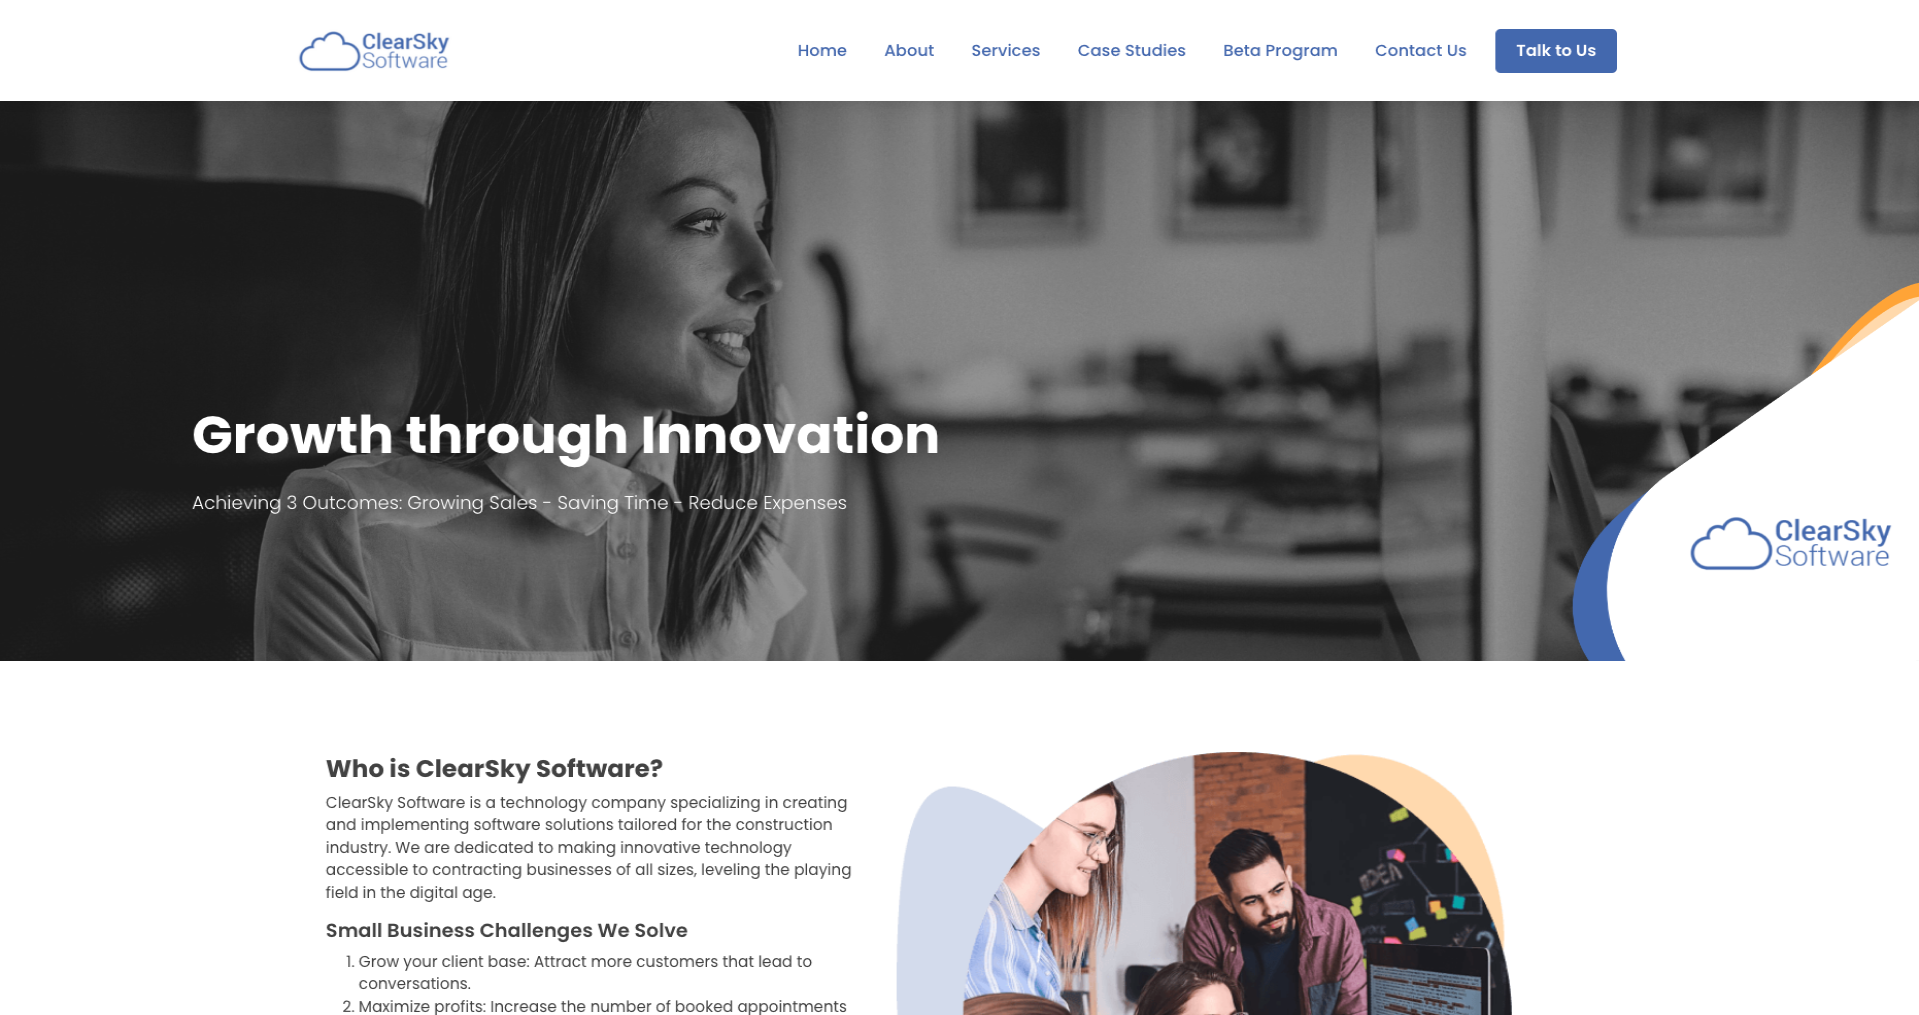 ClearSky
Software
Home
About
Services
Case Studies
Beta Program
Contact Us
Talk to Us
Growth through Innovation
Achieving 3 Outcomes: Growing Sales - Saving Time - Reduce Expenses
ClearSky
Software
Who is ClearSky Software?
ClearSky Software is a technology company specializing in creating
and implementing software solutions tailored for the construction
industry. We are dedicated to making innovative technology
accessible to contracting businesses of all sizes, leveling the playing
field in the digital age.
Small Business Challenges We Solve
1. Grow your client base: Attract more customers that lead to
conversations.
2. Maximize profits: Increase the number of booked appointments